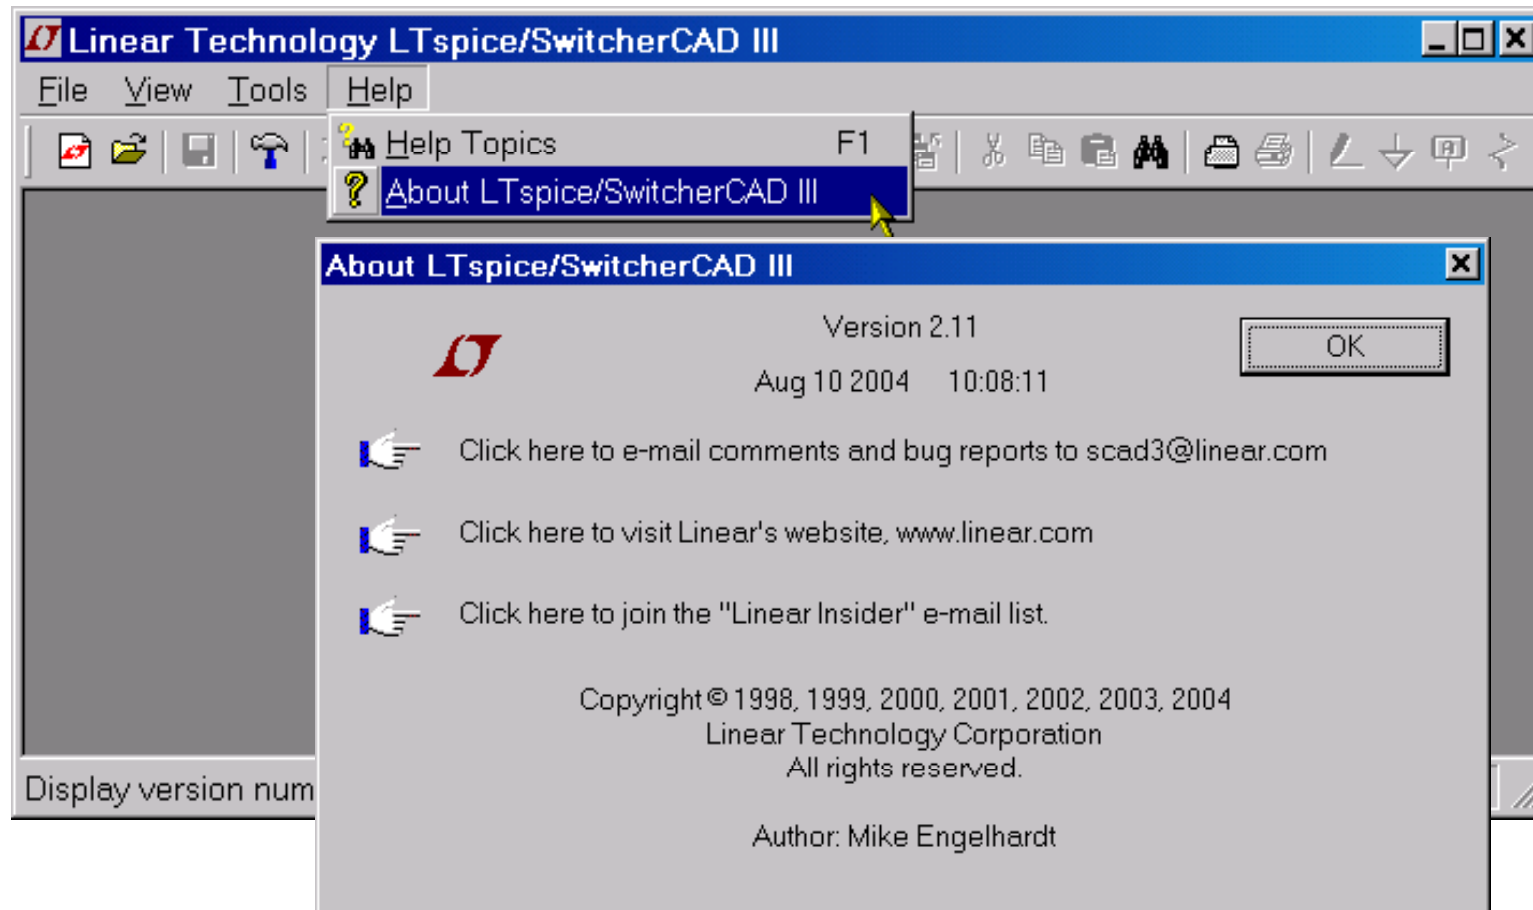 Linear Technology LTspice/SwitcherCAD III
File View Tools Help
Help Topics F1
About LTspice/SwitcherCAD III
About LTspice/SwitcherCAD III
Version 2.11
OK
Aug 10 2004 10:08:11
Click here to e-mail comments and bug reports to scad3@linear.com
Click here to visit Linear's website, www.linear.com
Click here to join the "Linear Insider" e-mail list.
Copyright © 1998, 1999, 2000, 2001, 2002, 2003, 2004
Linear Technology Corporation
All rights reserved.
Display version num
Author: Mike Engelhardt